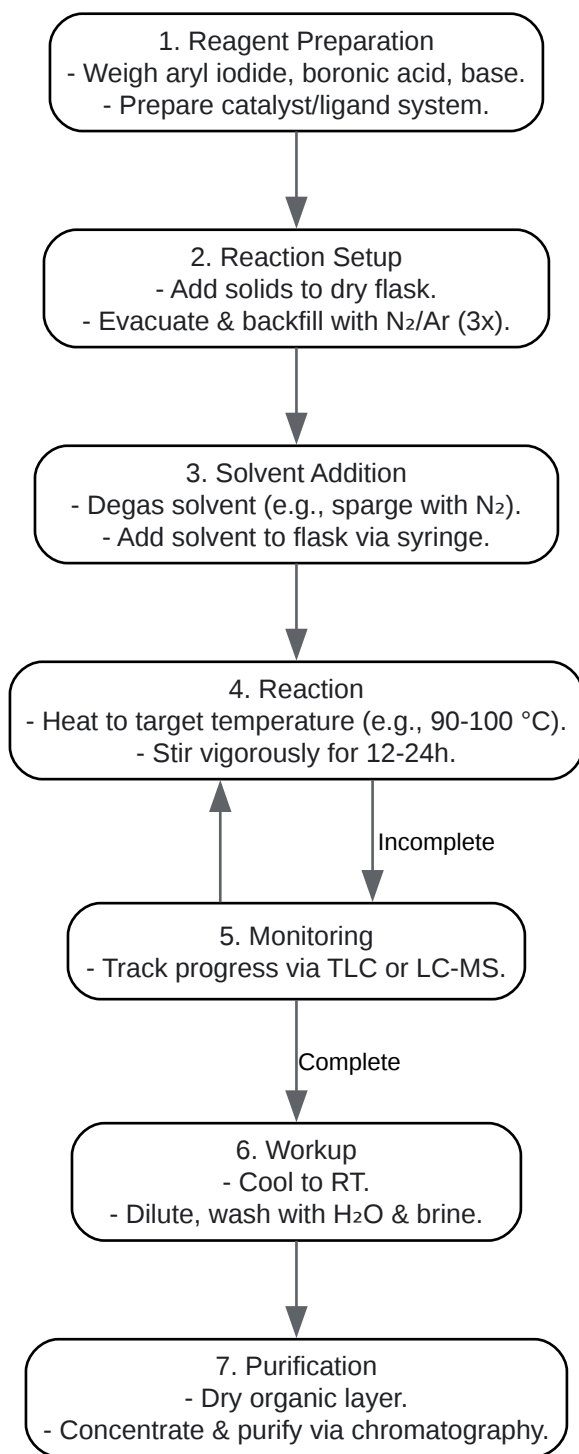 1. Reagent Preparation
- Weigh aryl iodide, boronic acid, base.
- Prepare catalyst/ligand system.
2. Reaction Setup
- Add solids to dry flask.
- Evacuate & backfill with N₂/Ar (3x).
3. Solvent Addition
- Degas solvent (e.g., sparge with N₂).
- Add solvent to flask via syringe.
4. Reaction
- Heat to target temperature (e.g., 90-100 °C).
- Stir vigorously for 12-24h.
Incomplete
5. Monitoring
- Track progress via TLC or LC-MS.
Complete
6. Workup
- Cool to RT.
- Dilute, wash with H₂O & brine.
7. Purification
- Dry organic layer.
- Concentrate & purify via chromatography.